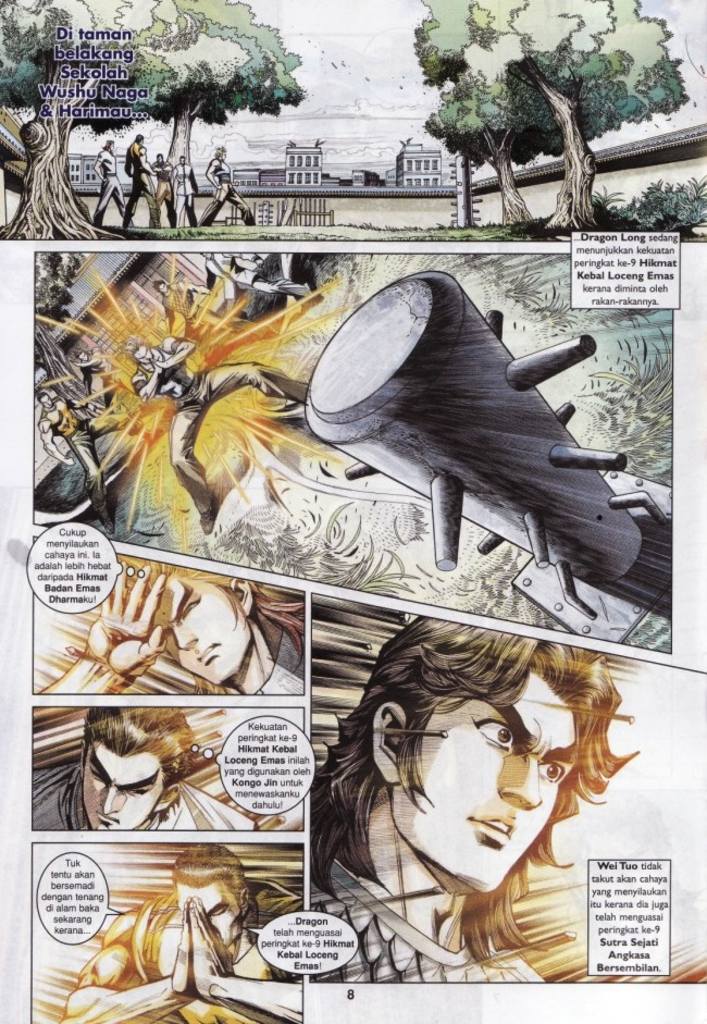 Di taman
belakang
Sekolah
Wushu Naga
& Harimau...
...Dragon Long sedang
menunjukkan kekuatan
peringkat ke-9 Hikmat
Kebal Loceng Emas
kerana diminta oleh
rakan-rakannya.
Cukup
menyilaukan
cahaya ini. Ia
adalah lebih hebat
daripada Hikmat
Badan Emas
Dharmaku!
Kekuatan
peringkat ke-9
Hikmat Kebal
Loceng Emas inilah
yang digunakan oleh
Kongo Jin untuk
menewaskanku
dahulu!
Tuk
tentu akan
bersemadi
dengan tenang
di alam baka
sekarang
kerana...
...Dragon
telah menguasai
peringkat ke-9 Hikmat
Kebal Loceng
Emas!
Wei Tuo tidak
takut akan cahaya
yang menyilaukan
itu kerana dia juga
telah menguasai
peringkat ke-9
Sutra Sejati
Angkasa
Bersembilan.
8